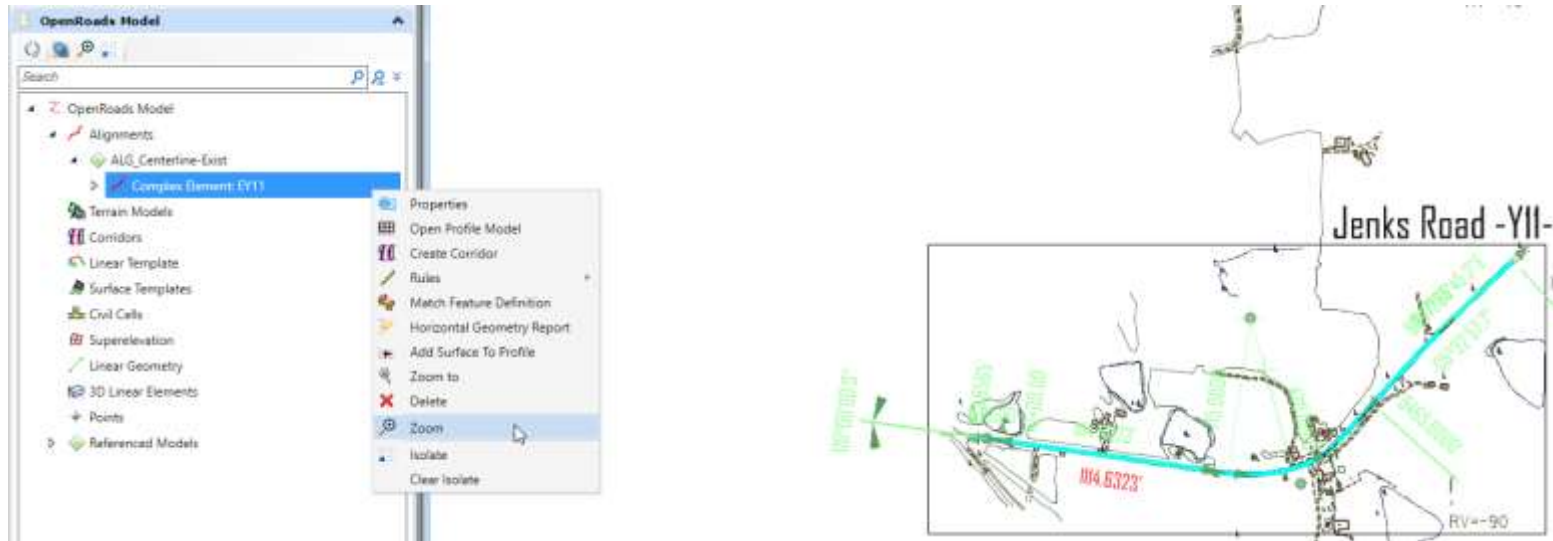 OpenRoads Model
Search
OpenRoads Model
Alignments
ALG_Centerline-Exist
Complex Element: EY11
Terrain Models
Corridors
Linear Template
Surface Templates
Civil Cells
Superelevation
Linear Geometry
3D Linear Elements
Points
Referenced Models
Properties
Open Profile Model
Create Corridor
Rules
Match Feature Definition
Horizontal Geometry Report
Add Surface To Profile
Zoom to
Delete
Zoom
Isolate
Clear Isolate
Jenks Road -Y11-
1114.6323'
RV=-90